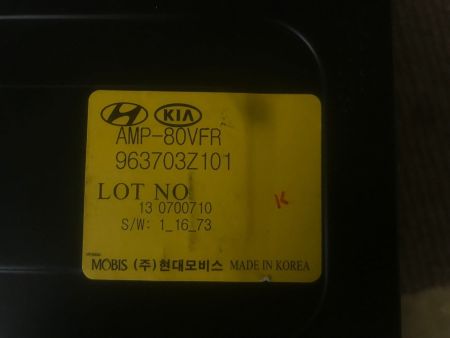 KIA
AMP-80VFR
963703Z101
LOT NO
13 0700710
K
S/W: 1_16_73
MOBIS (주)현대모비스 MADE IN KOREA